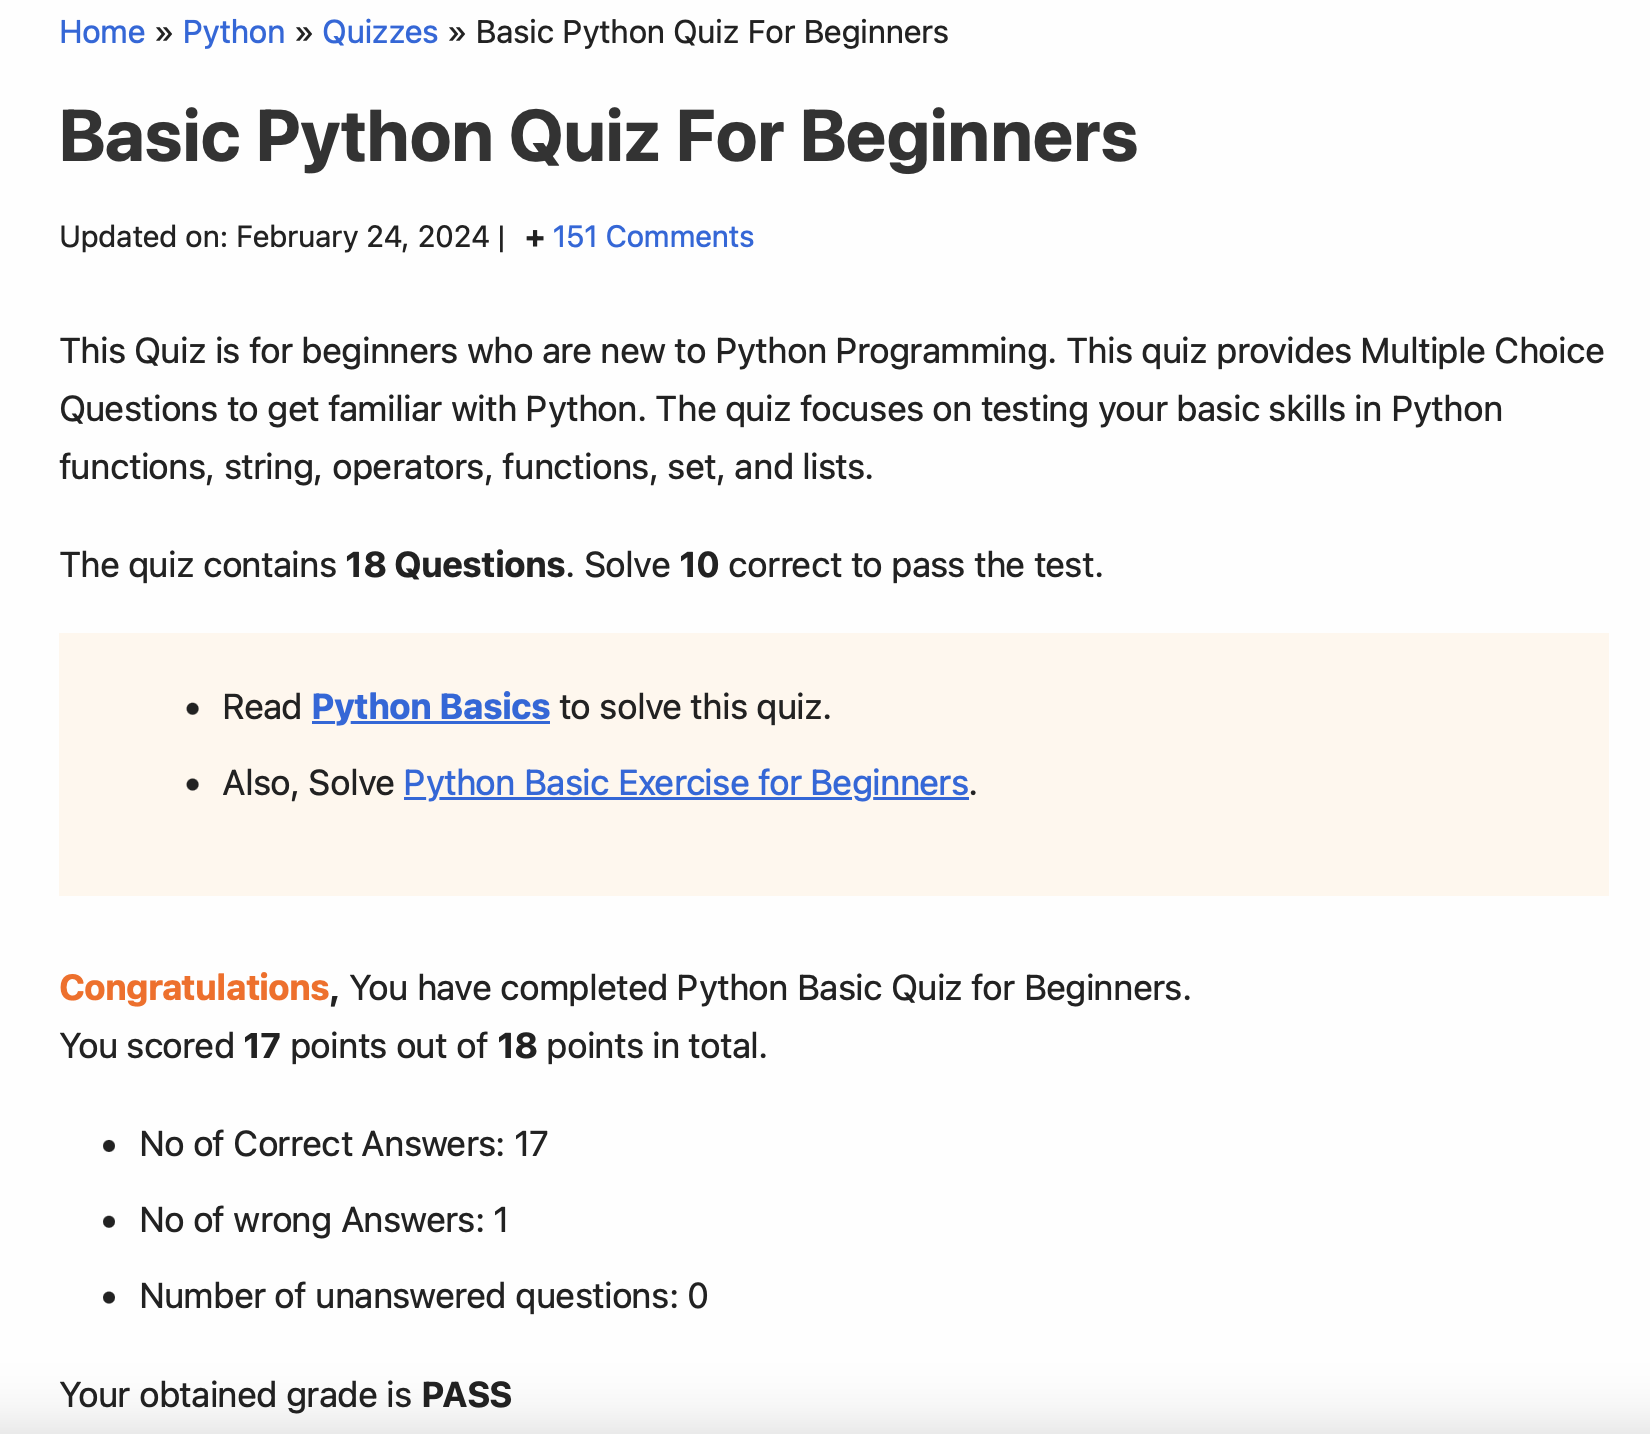 Home » Python » Quizzes » Basic Python Quiz For Beginners
Basic Python Quiz For Beginners
Updated on: February 24, 2024 | + 151 Comments
This Quiz is for beginners who are new to Python Programming. This quiz provides Multiple Choice
Questions to get familiar with Python. The quiz focuses on testing your basic skills in Python
functions, string, operators, functions, set, and lists.
The quiz contains 18 Questions. Solve 10 correct to pass the test.
• Read Python Basics to solve this quiz.
• Also, Solve Python Basic Exercise for Beginners.
Congratulations, You have completed Python Basic Quiz for Beginners.
You scored 17 points out of 18 points in total.
• No of Correct Answers: 17
• No of wrong Answers: 1
• Number of unanswered questions: 0
Your obtained grade is PASS